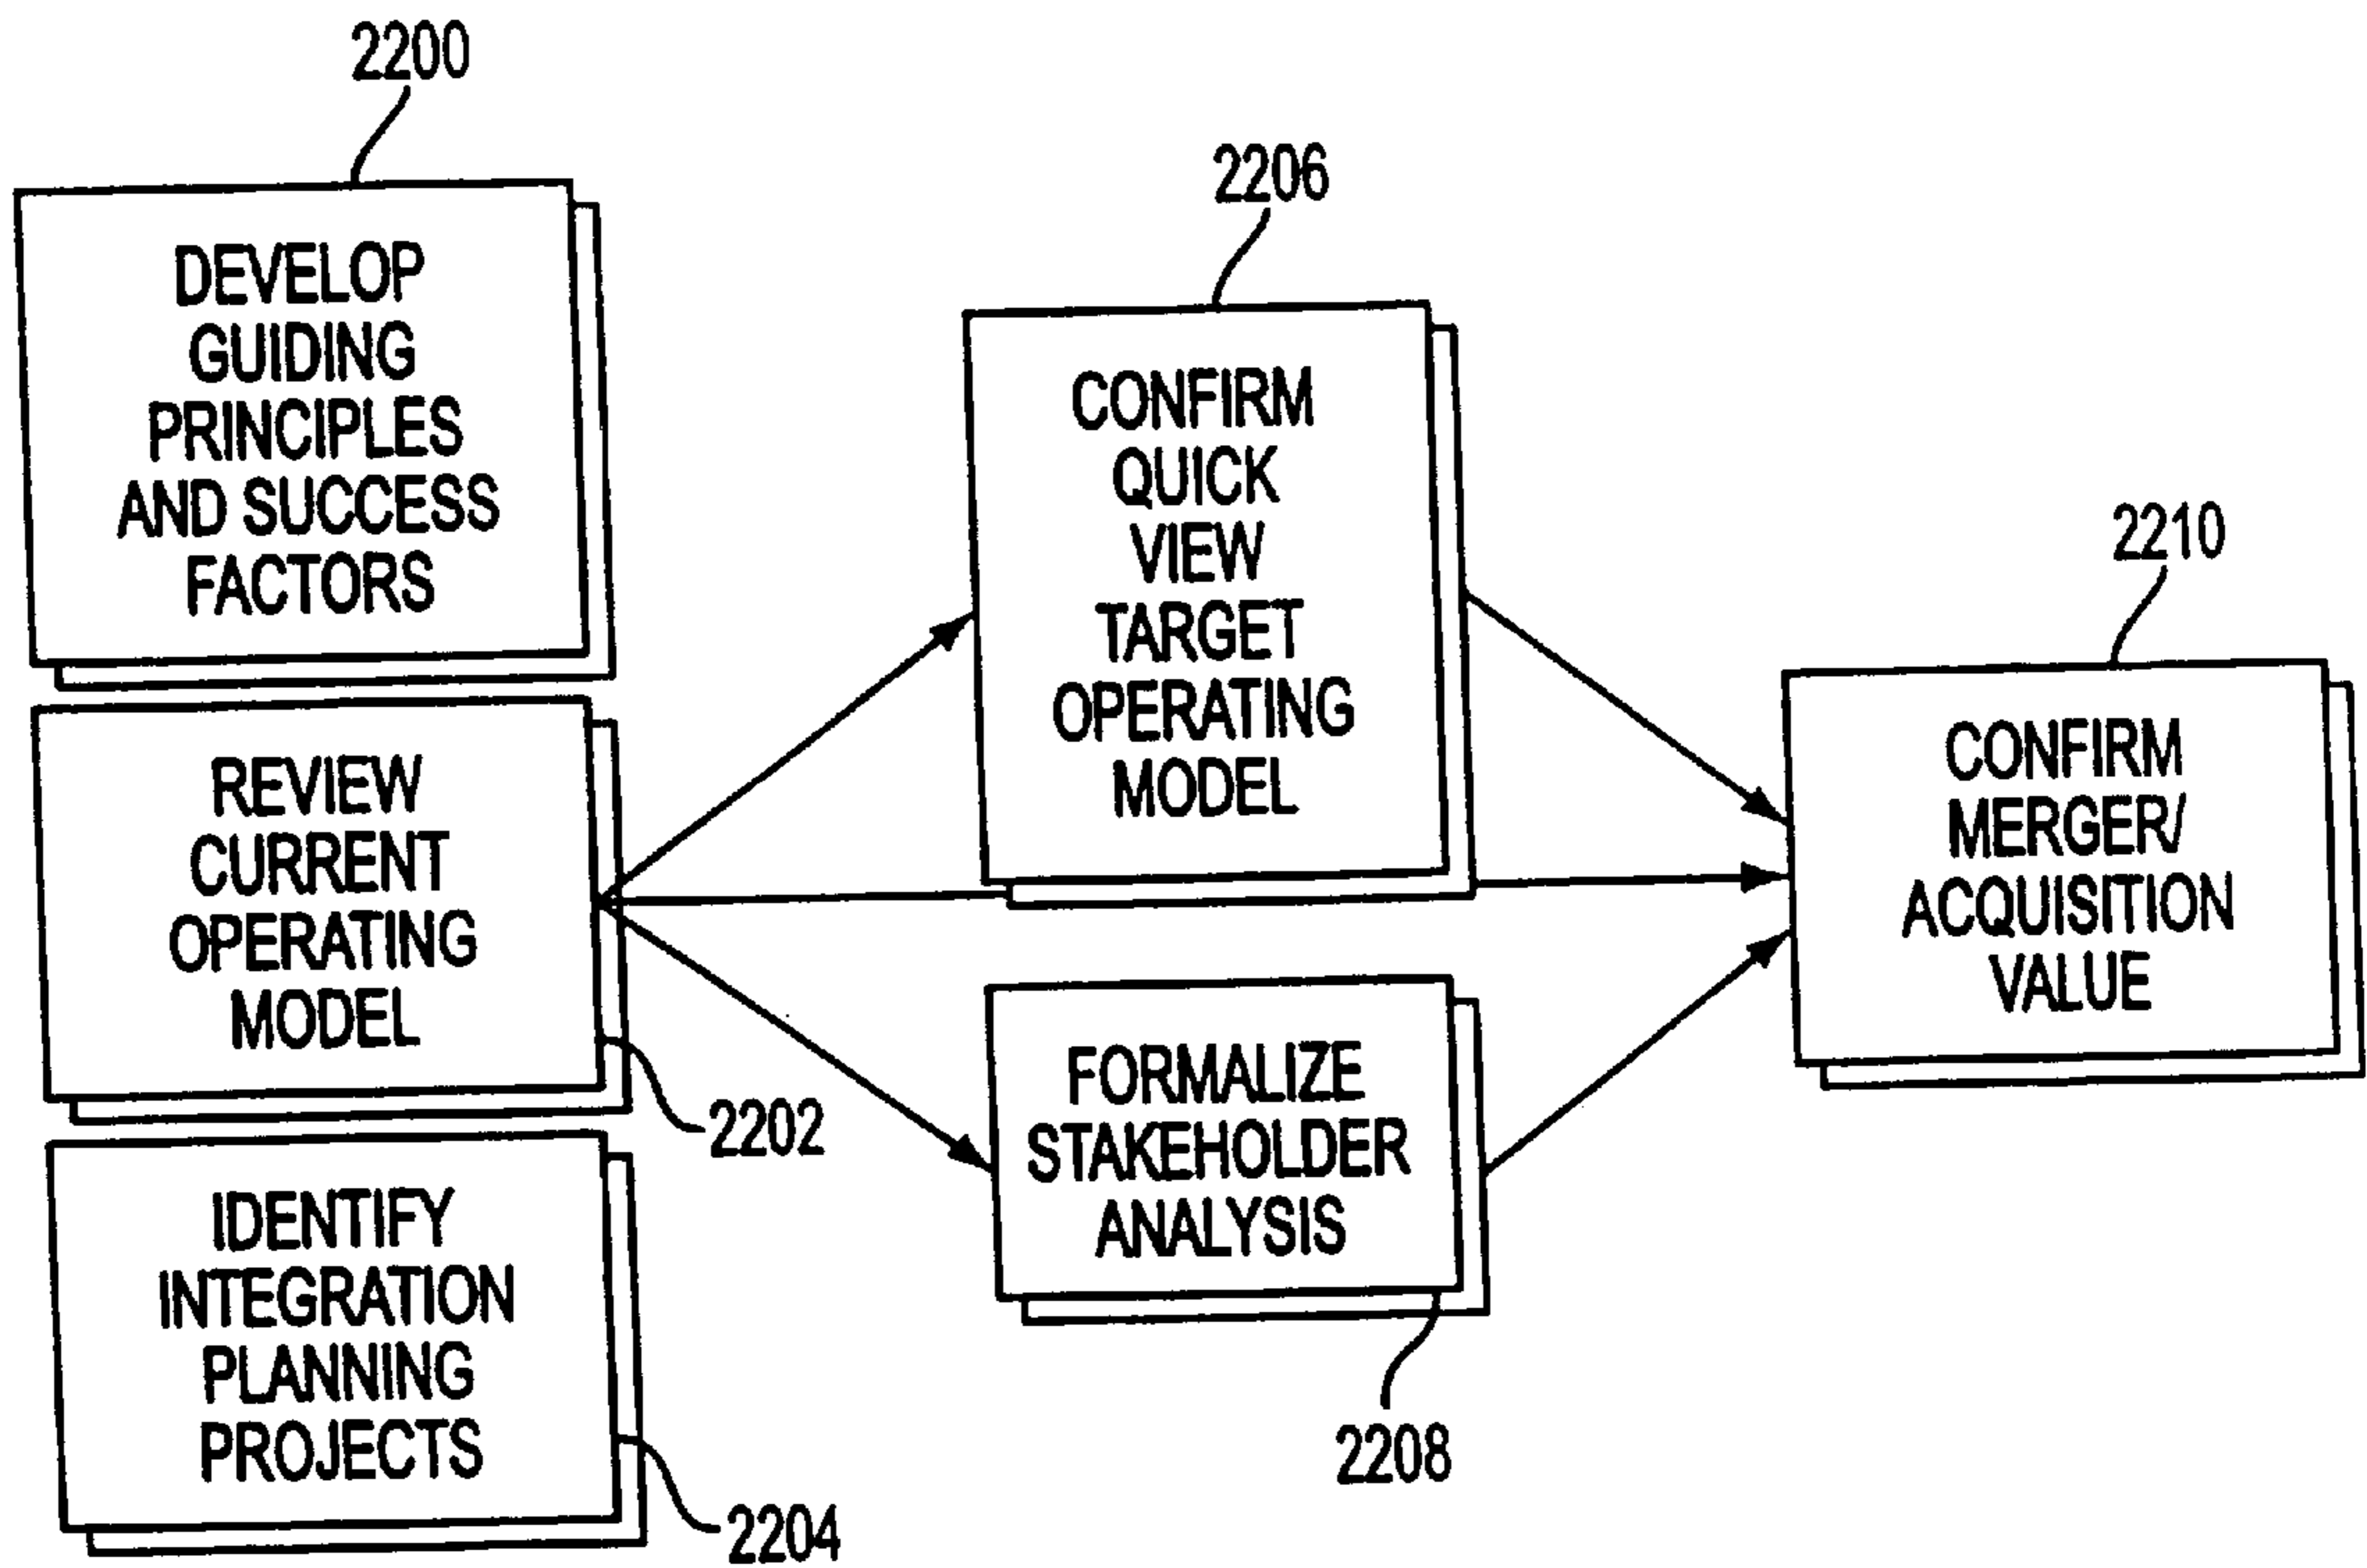 2200
DEVELOP
GUIDING
PRINCIPLES
AND SUCCESS
FACTORS
REVIEW
CURRENT
OPERATING
MODEL
2202
IDENTIFY
INTEGRATION
PLANNING
PROJECTS
2204
2206
CONFIRM
QUICK
VIEW
TARGET
OPERATING
MODEL
FORMALIZE
STAKEHOLDER
ANALYSIS
2208
2210
CONFIRM
MERGER/
ACQUISITION
VALUE